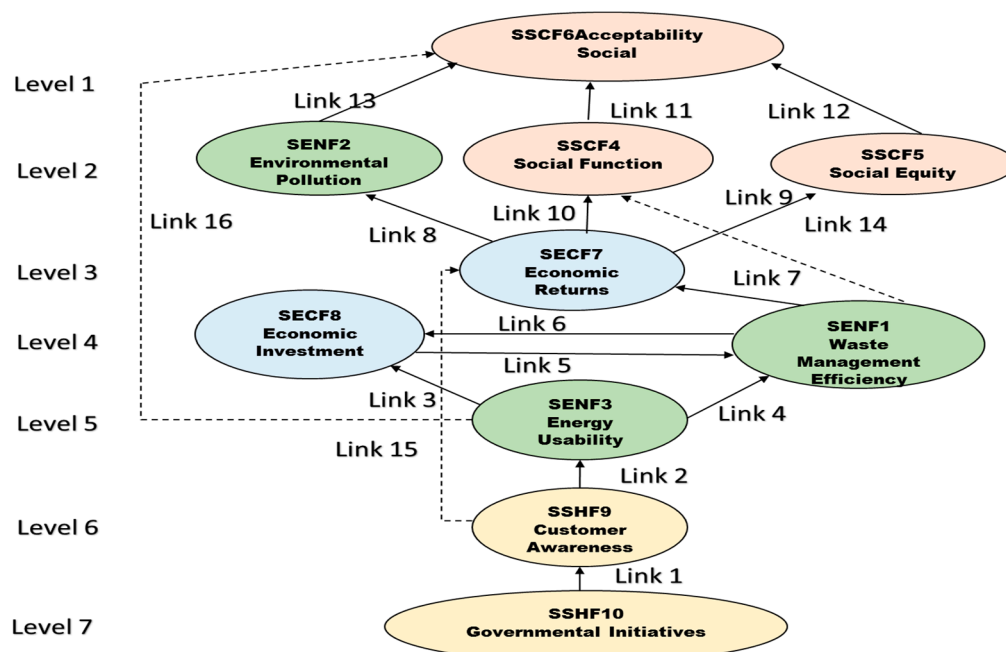 SSCF6Acceptability
Social
Level 1
Link 13
Link 11
Link 12
SENF2
Environmental
Pollution
SSCF4
Social Function
SSCF5
Social Equity
Level 2
Link 16
Link 8
Link 10
Link 9
Link 14
SECF7
Economic
Returns
Level 3
Link 7
SECF8
Economic
Investment
Link 6
SENF1
Waste
Management
Efficiency
Level 4
Link 5
Link 3
SENF3
Energy
Usability
Link 4
Level 5
Link 15
Link 2
SSHF9
Customer
Awareness
Level 6
Link 1
SSHF10
Governmental Initiatives
Level 7